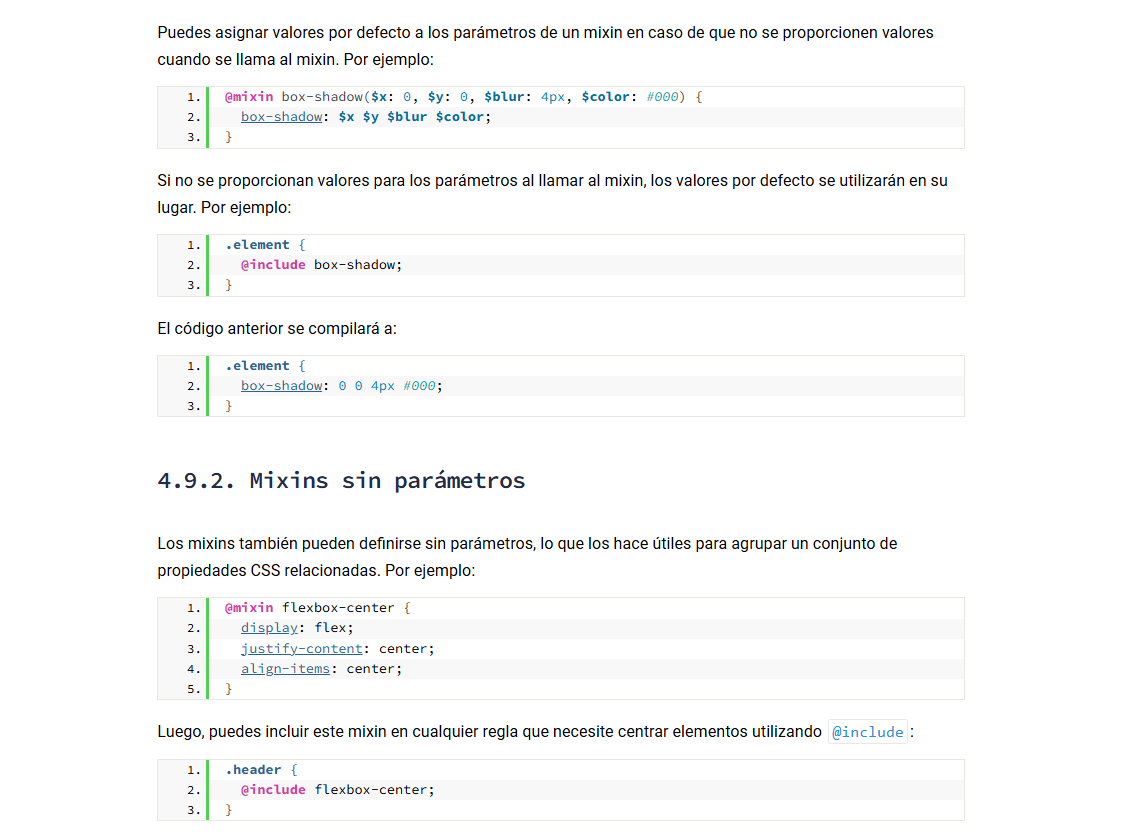 Puedes asignar valores por defecto a los parámetros de un mixin en caso de que no se proporcionen valores
cuando se llama al mixin. Por ejemplo:
1. @mixin box-shadow($x: 0, $y: 0, $blur: 4px, $color: #000) {
2.   box-shadow: $x $y $blur $color;
3. }
Si no se proporcionan valores para los parámetros al llamar al mixin, los valores por defecto se utilizarán en su
lugar. Por ejemplo:
1. .element {
2.   @include box-shadow;
3. }
El código anterior se compilará a:
1. .element {
2.   box-shadow: 0 0 4px #000;
3. }
4.9.2. Mixins sin parámetros
Los mixins también pueden definirse sin parámetros, lo que los hace útiles para agrupar un conjunto de
propiedades CSS relacionadas. Por ejemplo:
1. @mixin flexbox-center {
2.   display: flex;
3.   justify-content: center;
4.   align-items: center;
5. }
Luego, puedes incluir este mixin en cualquier regla que necesite centrar elementos utilizando @include:
1. .header {
2.   @include flexbox-center;
3. }